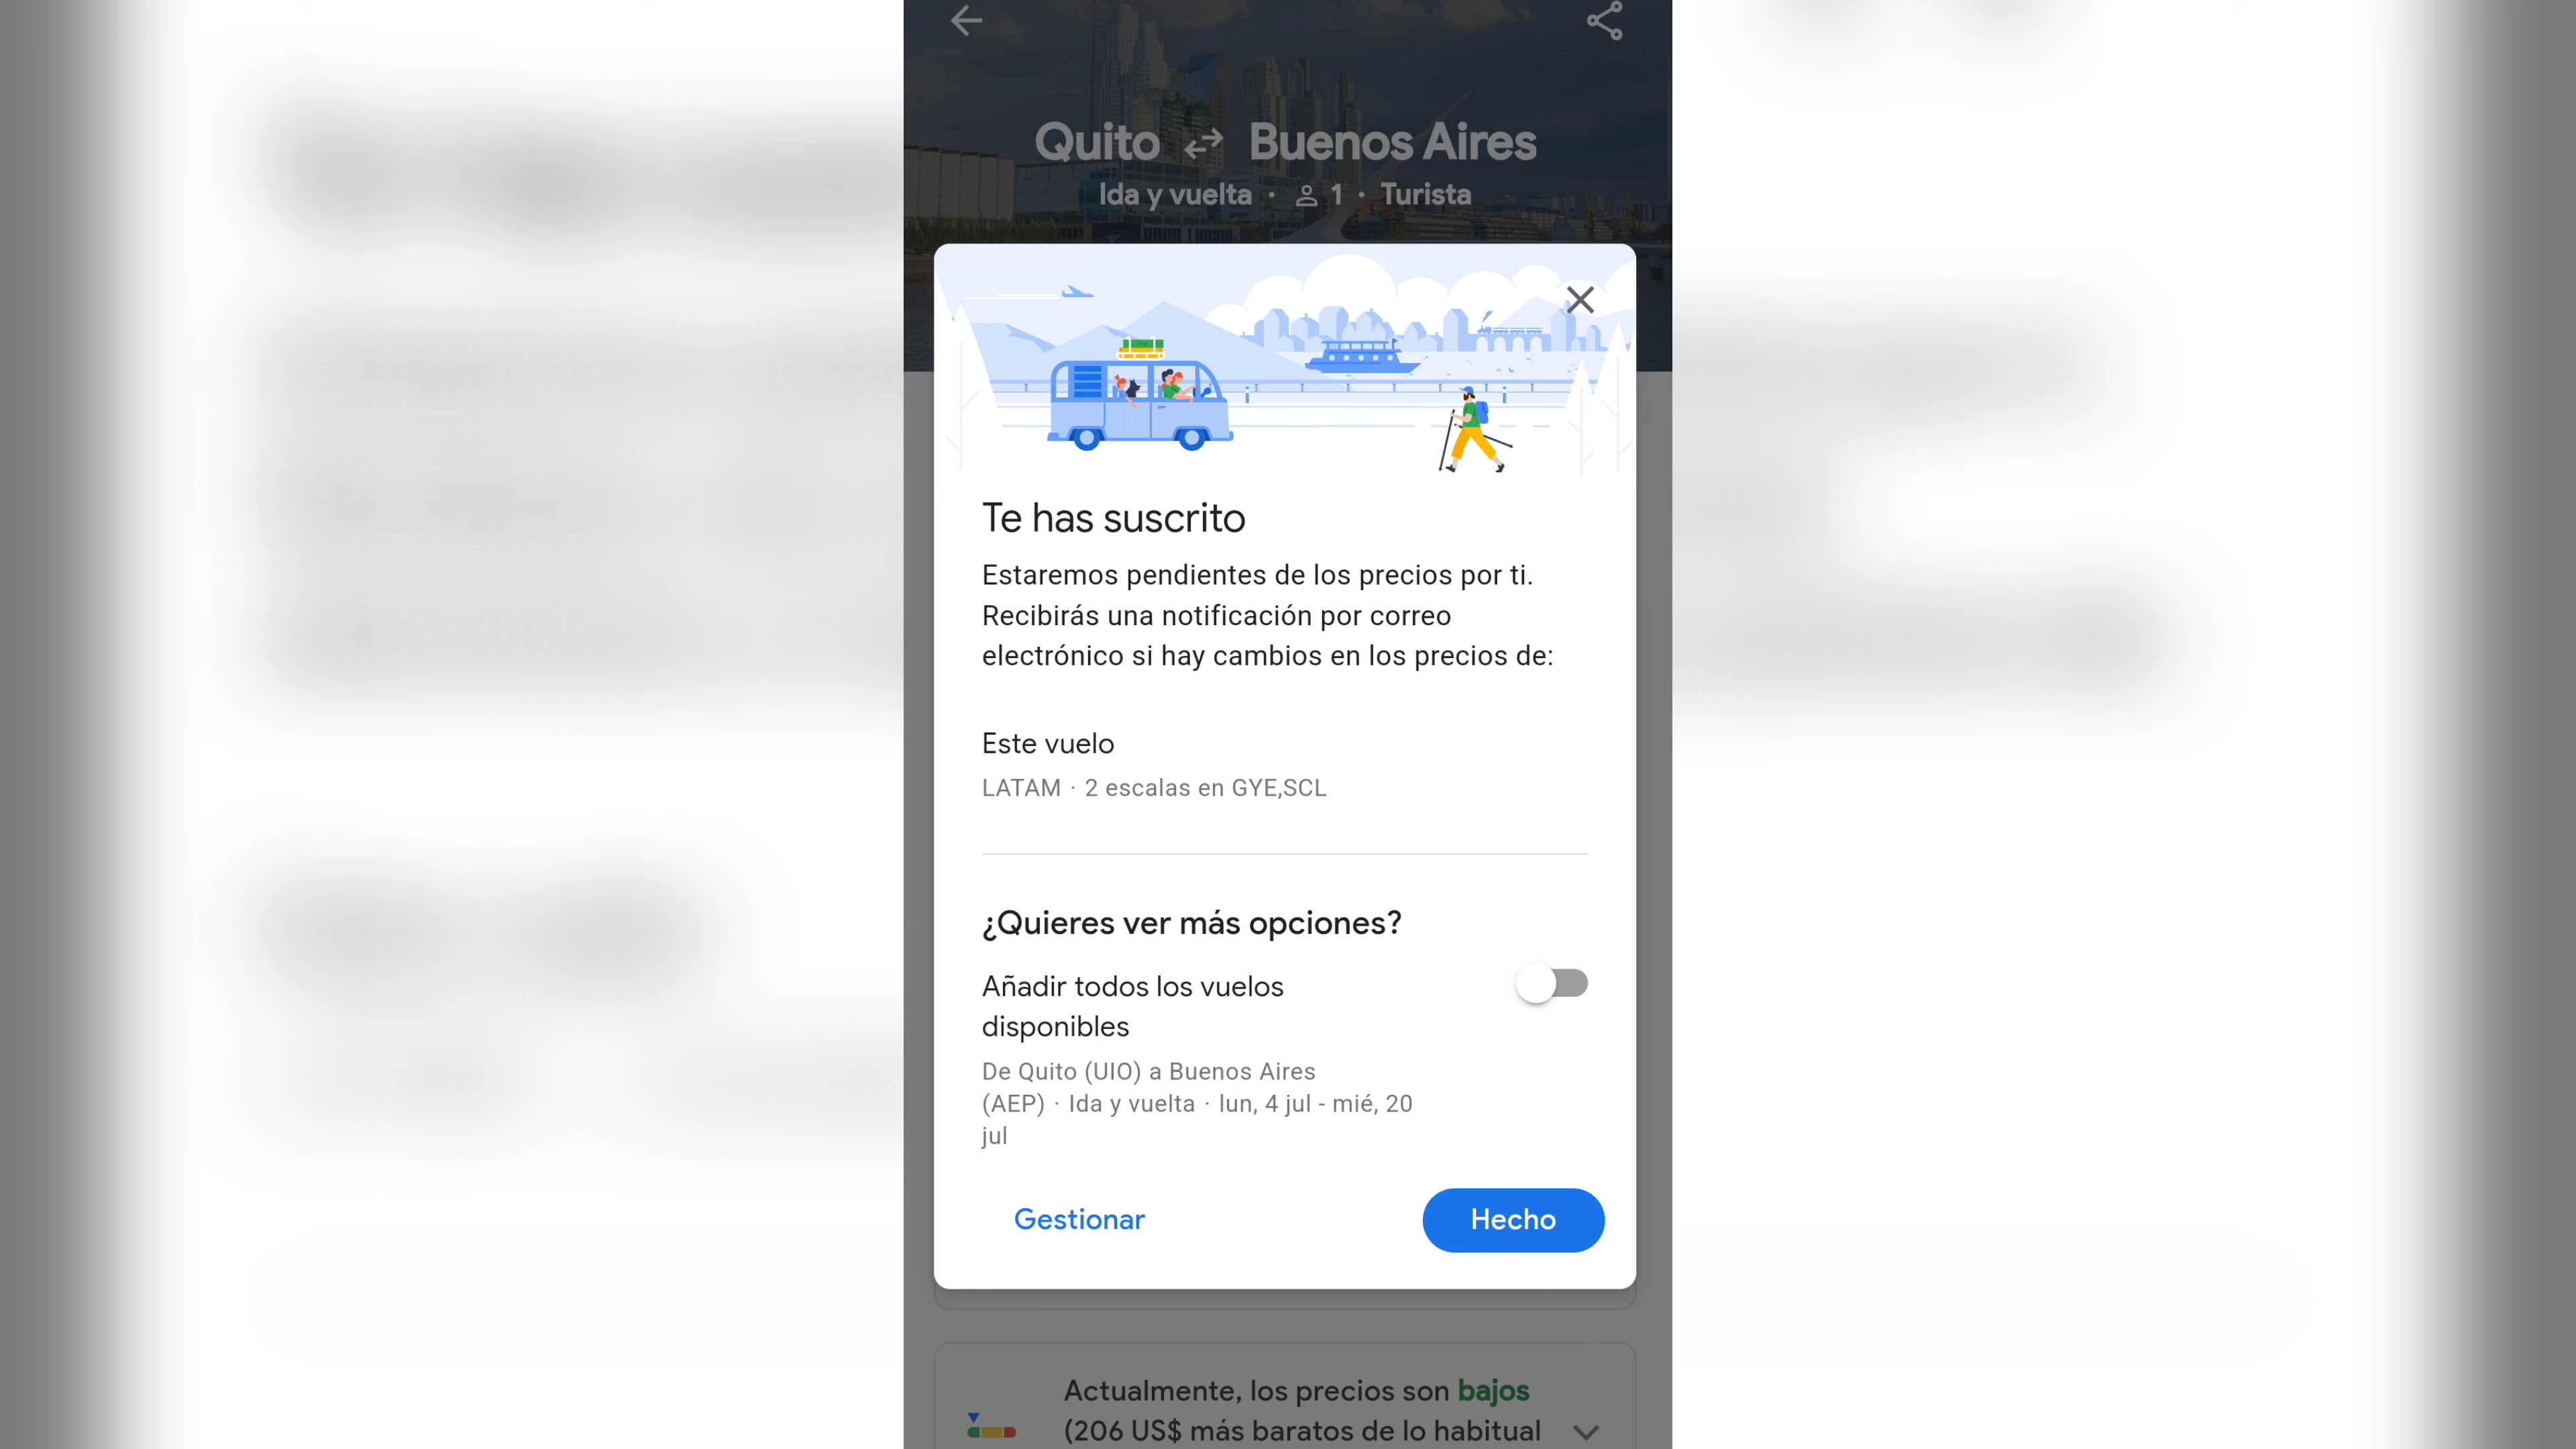 Quito Buenos Aires
Ida y vuelta · 1 · Turista
Te has suscrito
Estaremos pendientes de los precios por ti.
Recibirás una notificación por correo
electrónico si hay cambios en los precios de:
Este vuelo
LATAM · 2 escalas en GYE,SCL
¿Quieres ver más opciones?
Añadir todos los vuelos
disponibles
De Quito (UIO) a Buenos Aires
(AEP) · Ida y vuelta · lun, 4 jul - mié, 20
jul
Gestionar Hecho
Actualmente, los precios son bajos
(206 US$ más baratos de lo habitual